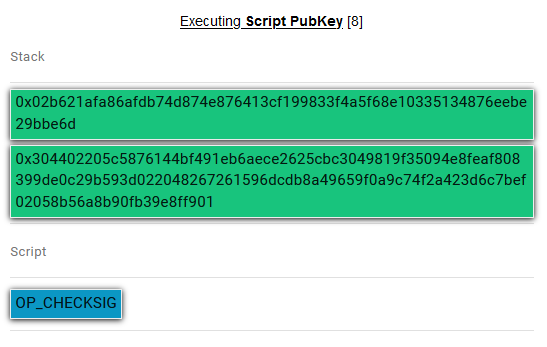 Executing Script PubKey [8]
Stack
0x02b621afa86afdb74d874e876413cf199833f4a5f68e10335134876eebe
29bbe6d
0x304402205c5876144bf491eb6aece2625cbc3049819f35094e8feaf808
399de0c29b593d022048267261596dcdb8a49659f0a9c74f2a423d6c7bef
02058b56a8b90fb39e8ff901
Script
OP_CHECKSIG